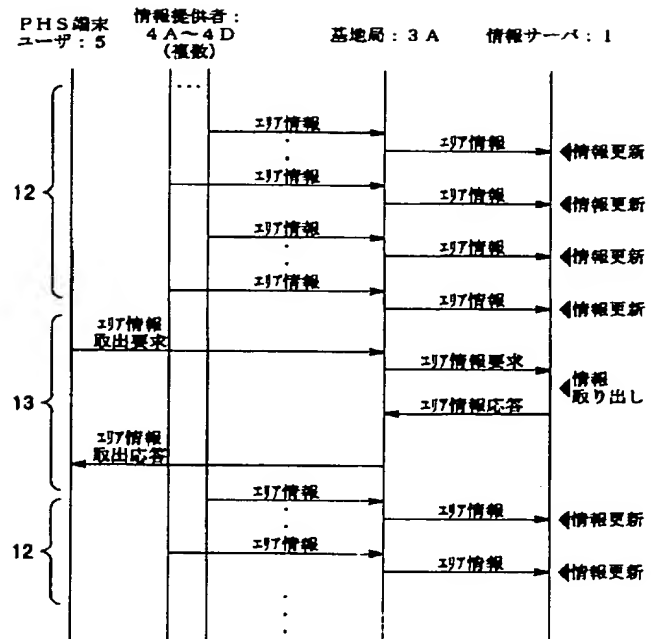 PHS端末
ユーザ：5
情報提供者：
4A～4D
(複数)
基地局：3A
情報サーバ：1
…
エリア情報
エリア情報
情報更新
エリア情報
エリア情報
情報更新
12
エリア情報
エリア情報
情報更新
エリア情報
エリア情報
情報更新
エリア情報
取出要求
エリア情報要求
情報
取り出し
13
エリア情報応答
エリア情報
取出応答
エリア情報
エリア情報
情報更新
12
エリア情報
エリア情報
情報更新